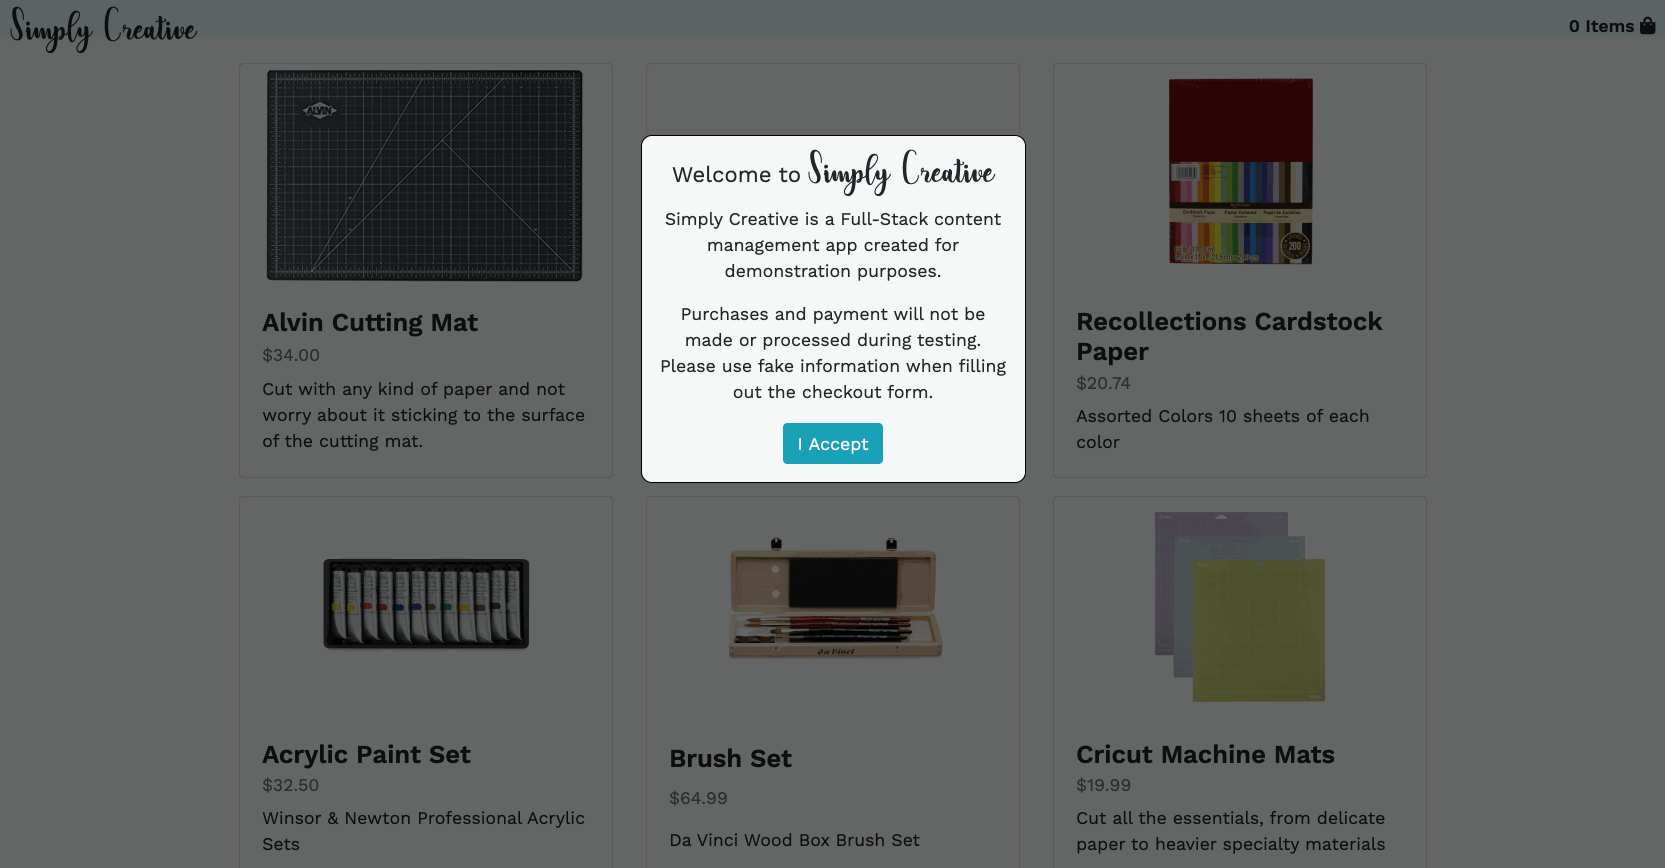 Simply Creative
0 Items
ALVIN
Welcome to Simply Creative
Simply Creative is a Full-Stack content
management app created for
demonstration purposes.
Purchases and payment will not be
made or processed during testing.
Please use fake information when filling
out the checkout form.
I Accept
200
Alvin Cutting Mat
$34.00
Cut with any kind of paper and not
worry about it sticking to the surface
of the cutting mat.
Recollections Cardstock
Paper
$20.74
Assorted Colors 10 sheets of each
color
da Vinci
Acrylic Paint Set
$32.50
Winsor & Newton Professional Acrylic
Sets
Brush Set
$64.99
Da Vinci Wood Box Brush Set
Cricut Machine Mats
$19.99
Cut all the essentials, from delicate
paper to heavier specialty materials